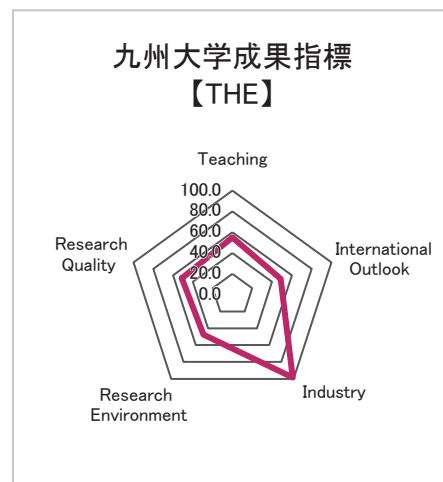 九州大学成果指標
【THE】
Teaching
100.0
80.0
60.0
40.0
20.0
0.0
International
Outlook
Industry
Research
Environment
Research
Quality